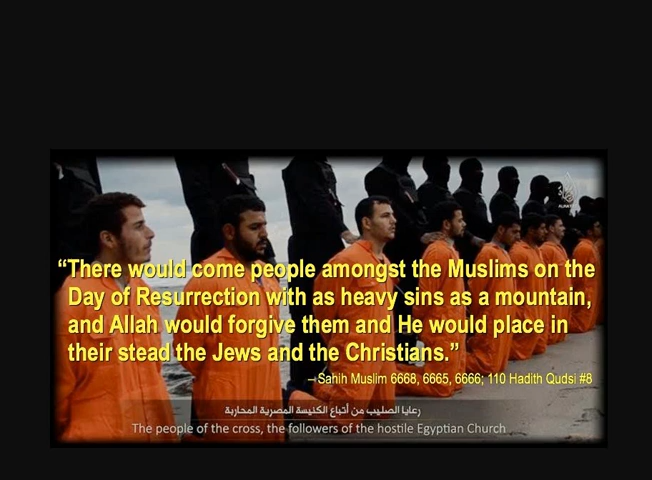 “There would come people amongst the Muslims on the
Day of Resurrection with as heavy sins as a mountain,
and Allah would forgive them and He would place in
their stead the Jews and the Christians.”
– Sahih Muslim 6668, 6665, 6666; 110 Hadith Qudsi #8
رعايا الصليب من أتباع الكنيسة المصرية المحاربة
The people of the cross, the followers of the hostile Egyptian Church